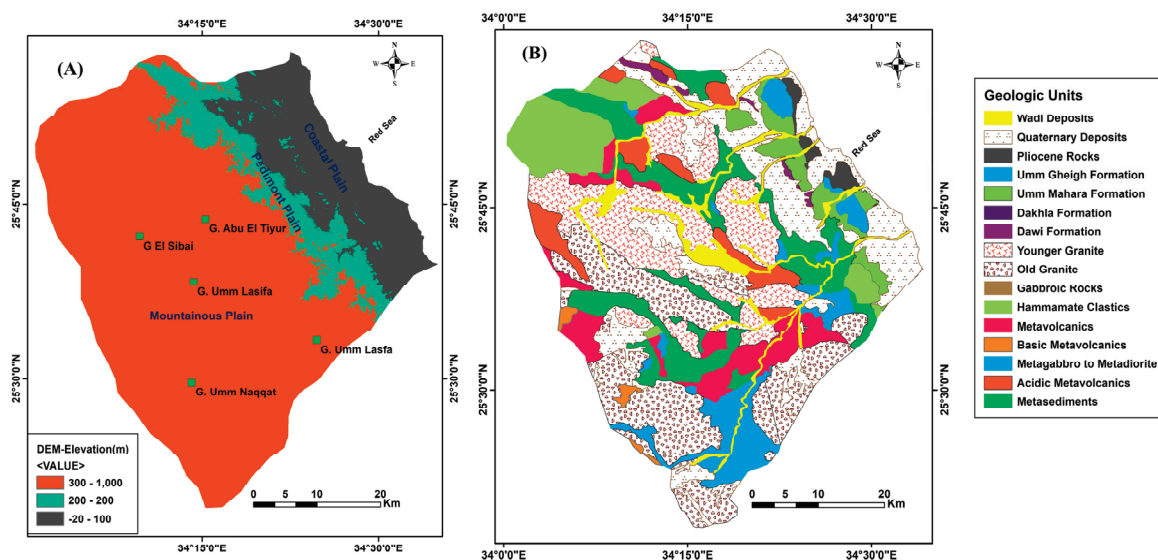 34°15'0"E
34°30'0"E
(A)
N
W
E
S
Red Sea
Coastal Plain
Pedimont Plain
25°45'0"N
25°45'0"N
G. Abu El Tiyur
G El Sibai
G. Umm Lasifa
Mountainous Plain
G. Umm Lasfa
25°30'0"N
25°30'0"N
G. Umm Naqqat
DEM-Elevation(m)
<VALUE>
300 - 1,000
200 - 200
-20 - 100
0 5 10 20
Km
34°15'0"E
34°30'0"E
34°0'0"E
34°15'0"E
34°30'0"E
(B)
N
W
E
S
Red Sea
25°45'0"N
25°45'0"N
25°30'0"N
25°30'0"N
0 5 10 20
Km
34°0'0"E
34°15'0"E
34°30'0"E
Geologic Units
Wadi Deposits
Quaternary Deposits
Pliocene Rocks
Umm Gheigh Formation
Umm Mahara Formation
Dakhla Formation
Dawi Formation
Younger Granite
Old Granite
Gabbroic Rocks
Hammamate Clastics
Metavolcanics
Basic Metavolcanics
Metagabbro to Metadiorite
Acidic Metavolcanics
Metasediments